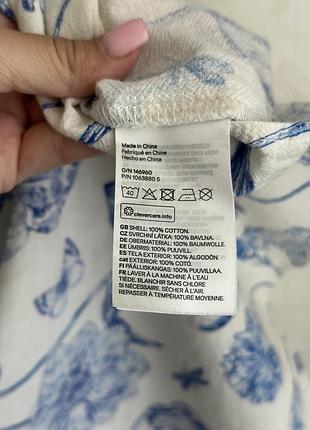 Made in China
Fabriqué en Chine
Hecho en China
G/N 146960
P/N 1063880 5
40
clevercare.info
GB SHELL: 100% COTTON.
CZ SVRCHNÍ LÁTKA: 100% BAVLNA.
DE OBERMATERIAL: 100% BAUMWOLLE.
EE ÜMBRIS: 100% PUUVILL.
ES TELA EXTERIOR: 100% ALGODÓN.
cat EXTERIOR: 100% COTÓ.
FI PÄÄLLISKANGAS: 100% PUUVILLAA.
FR LAVER À LA MACHINE À L'EAU
TIÈDE. BLANCHIR SANS CHLORE
SI NÉCESSAIRE. SÉCHER À L'AIR.
REPASSER À TEMPÉRATURE MOYENNE.